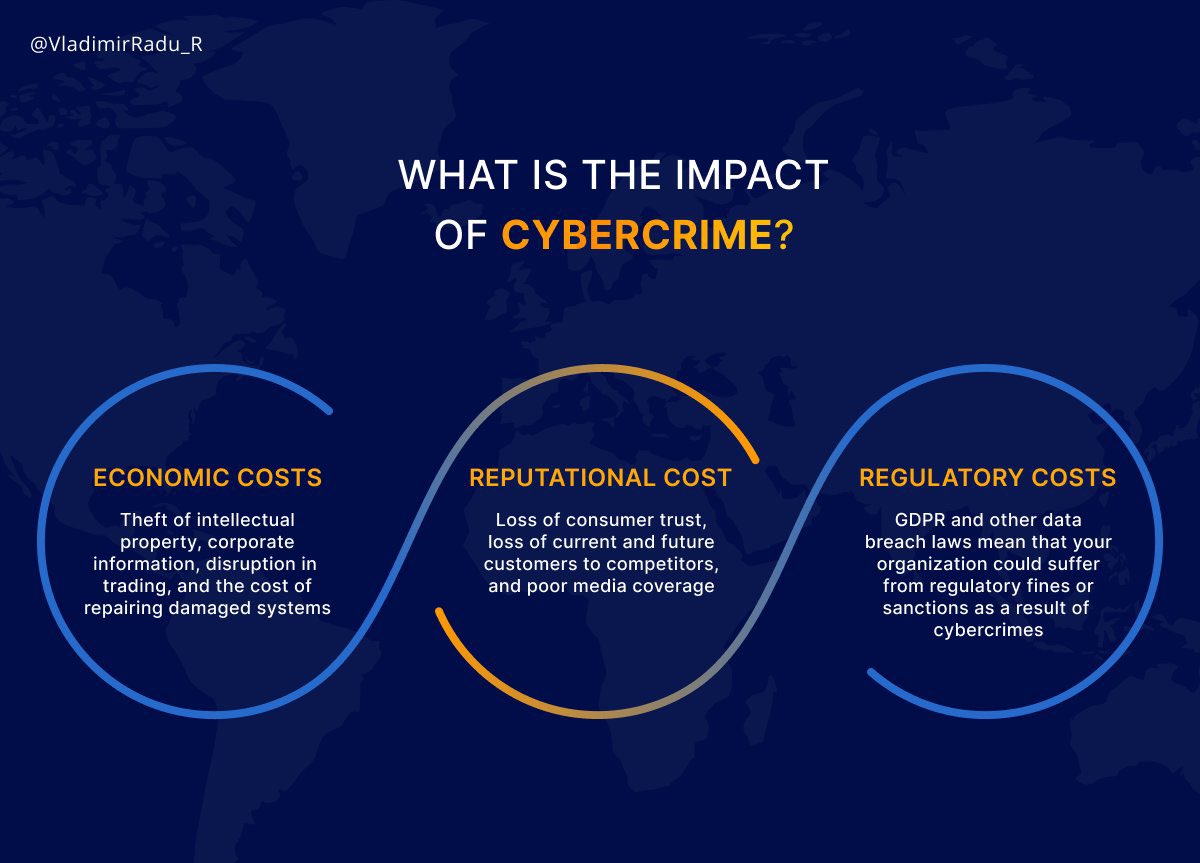 @VladimirRadu_R
WHAT IS THE IMPACT
OF CYBERCRIME?
ECONOMIC COSTS
Theft of intellectual
property, corporate
information, disruption in
trading, and the cost of
repairing damaged systems
REPUTATIONAL COST
Loss of consumer trust,
loss of current and future
customers to competitors,
and poor media coverage
REGULATORY COSTS
GDPR and other data
breach laws mean that your
organization could suffer
from regulatory fines or
sanctions as a result of
cybercrimes